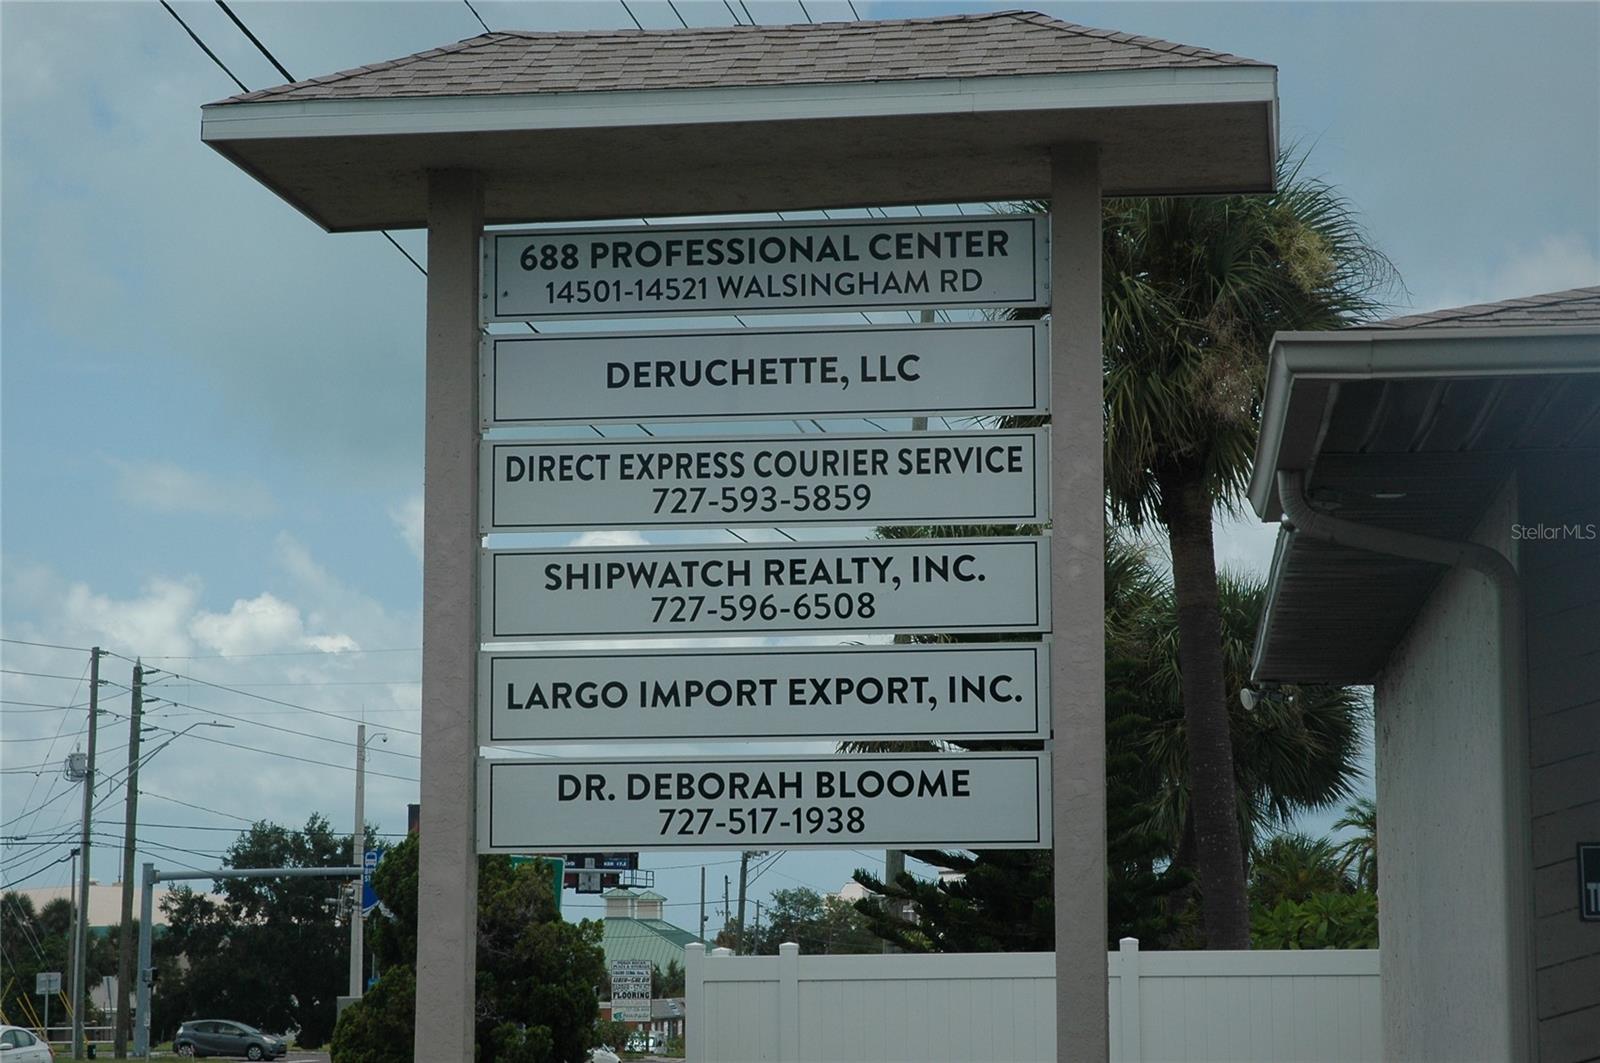 688 PROFESSIONAL CENTER
14501-14521 WALSINGHAM RD
DERUCHETTE, LLC
DIRECT EXPRESS COURIER SERVICE
727-593-5859
SHIPWATCH REALTY, INC.
727-596-6508
LARGO IMPORT EXPORT, INC.
DR. DEBORAH BLOOME
727-517-1938
StellarMLS
FLOORING